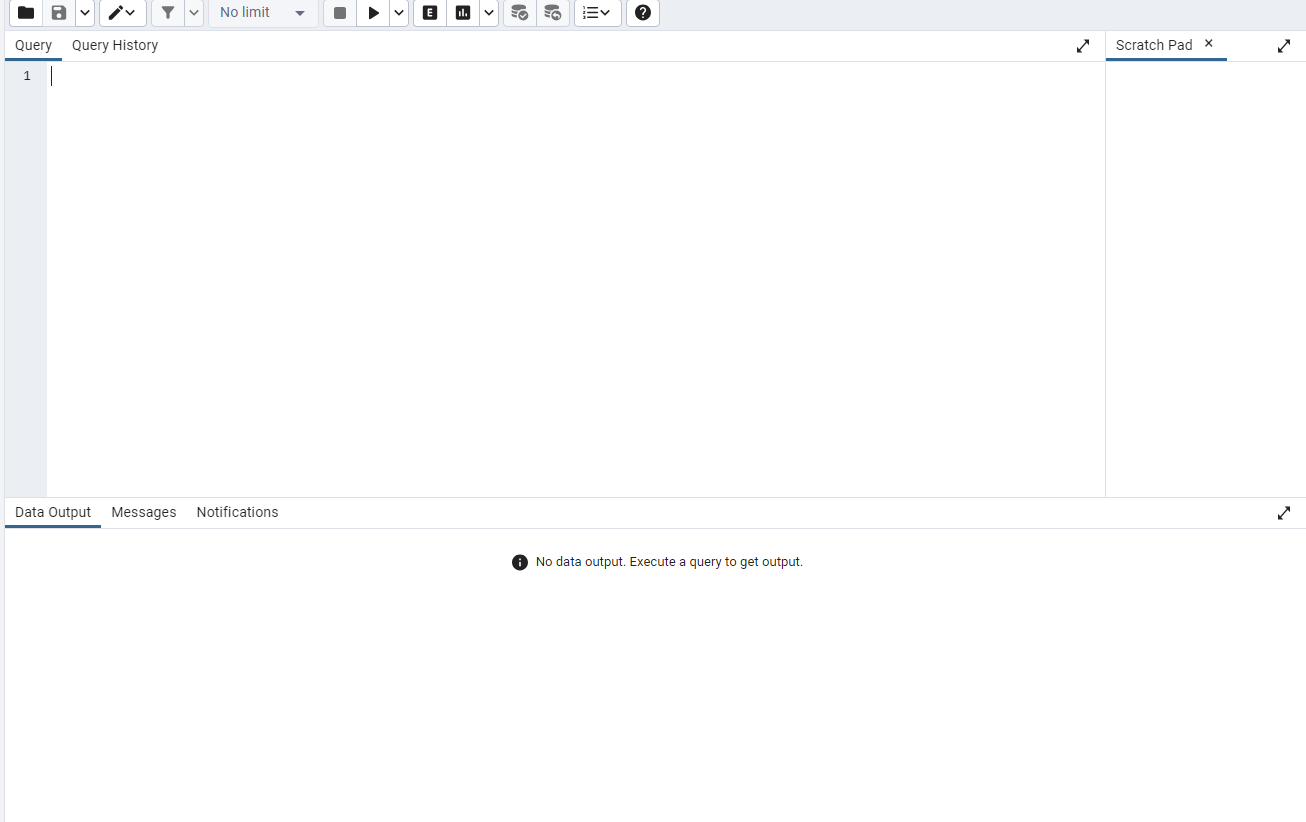 No limit
E
Query
Query History
Scratch Pad
1
Data Output
Messages
Notifications
No data output. Execute a query to get output.